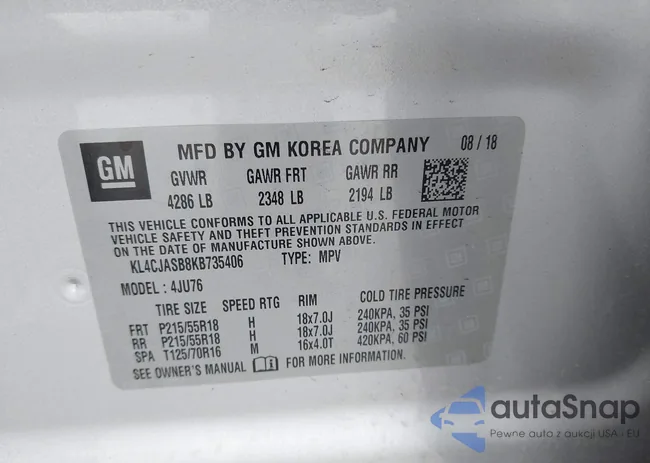 GM
MFD BY GM KOREA COMPANY 08 / 18
GVWR GAWR FRT GAWR RR
4286 LB 2348 LB 2194 LB
THIS VEHICLE CONFORMS TO ALL APPLICABLE U.S. FEDERAL MOTOR
VEHICLE SAFETY AND THEFT PREVENTION STANDARDS IN EFFECT
ON THE DATE OF MANUFACTURE SHOWN ABOVE.
KL4CJASB8KB735406 TYPE: MPV
MODEL : 4JU76
TIRE SIZE SPEED RTG RIM COLD TIRE PRESSURE
FRT P215/55R18 H 18x7.0J 240KPA, 35 PSI
RR P215/55R18 H 18x7.0J 240KPA, 35 PSI
SPA T125/70R16 M 16x4.0T 420KPA, 60 PSI
SEE OWNER'S MANUAL FOR MORE INFORMATION.
autaSnap
Pewne auto z aukcji USA - EU